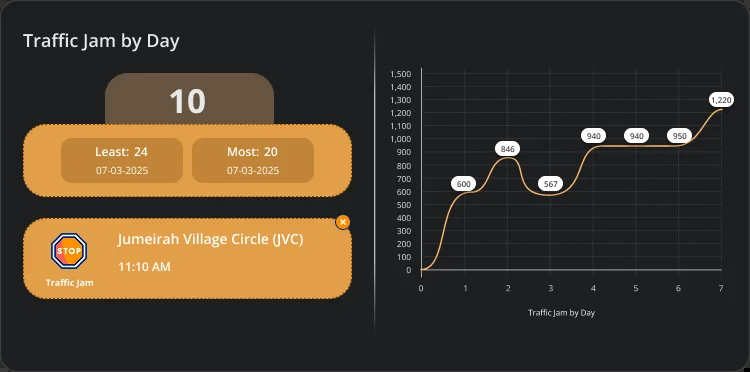 Traffic Jam by Day
10
Least: 24
07-03-2025
Most: 20
07-03-2025
STOP
Traffic Jam
Jumeirah Village Circle (JVC)
11:10 AM
1,500
1,400
1,300
1,200
1,100
1,000
900
800
700
600
500
400
300
200
100
0
600
846
567
940
940
950
1,220
0 1 2 3 4 5 6 7
Traffic Jam by Day